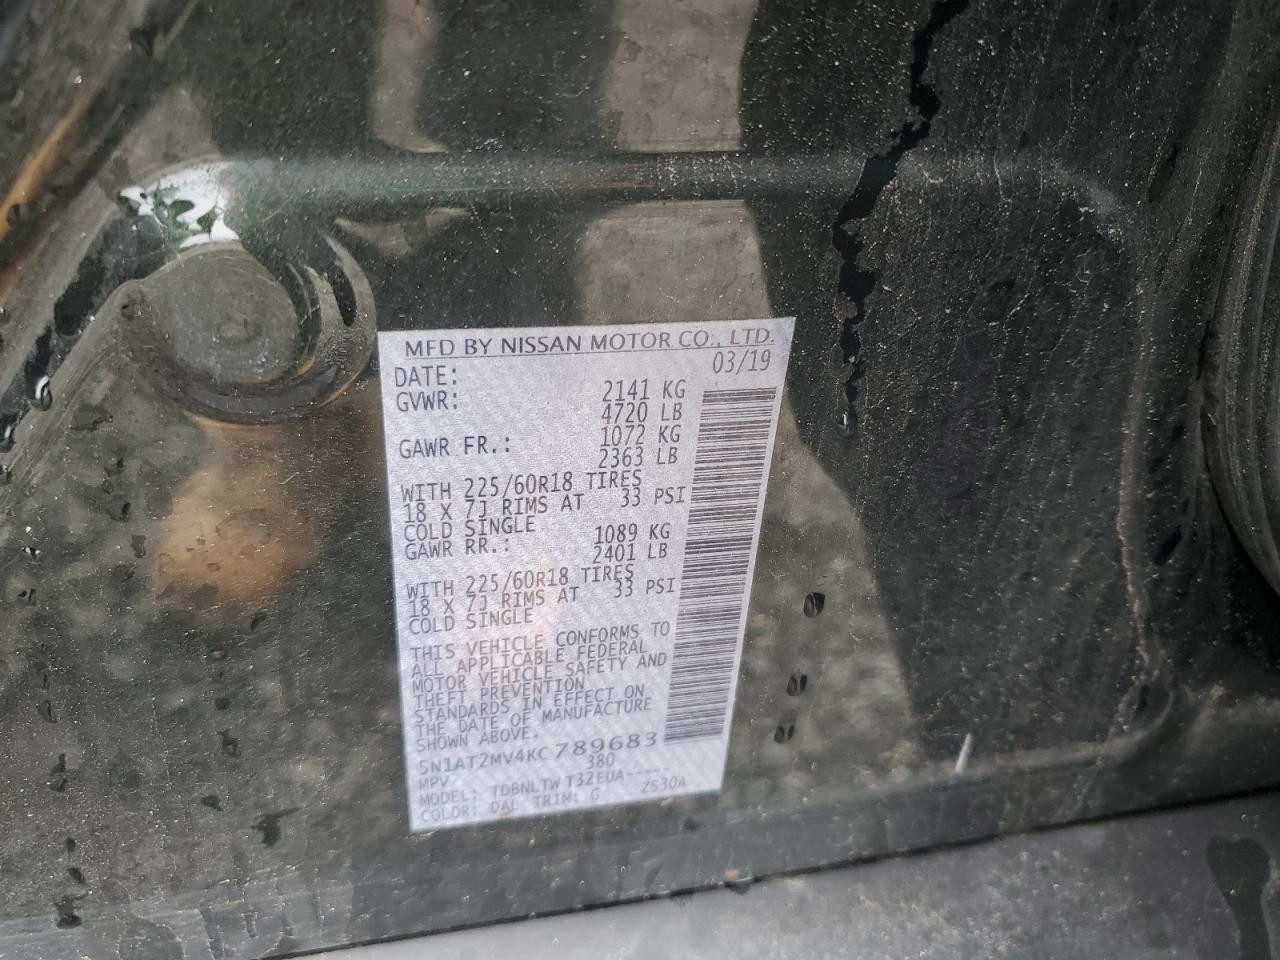 MFD BY NISSAN MOTOR CO., LTD.
DATE: 03/19
GVWR: 2141 KG
4720 LB
GAWR FR.: 1072 KG
2363 LB
WITH 225/60R18 TIRES
18 X 7J RIMS AT 33 PSI
COLD SINGLE
GAWR RR.: 1089 KG
2401 LB
WITH 225/60R18 TIRES
18 X 7J RIMS AT 33 PSI
COLD SINGLE
THIS VEHICLE CONFORMS TO
ALL APPLICABLE FEDERAL
MOTOR VEHICLE SAFETY AND
THEFT PREVENTION
STANDARDS IN EFFECT ON
THE DATE OF MANUFACTURE
SHOWN ABOVE.
5N1AT2MV4KC789683
MPV 380
MODEL: TDBNLTW T32EUA-----
COLOR: DAL TRIM: G ZS30A